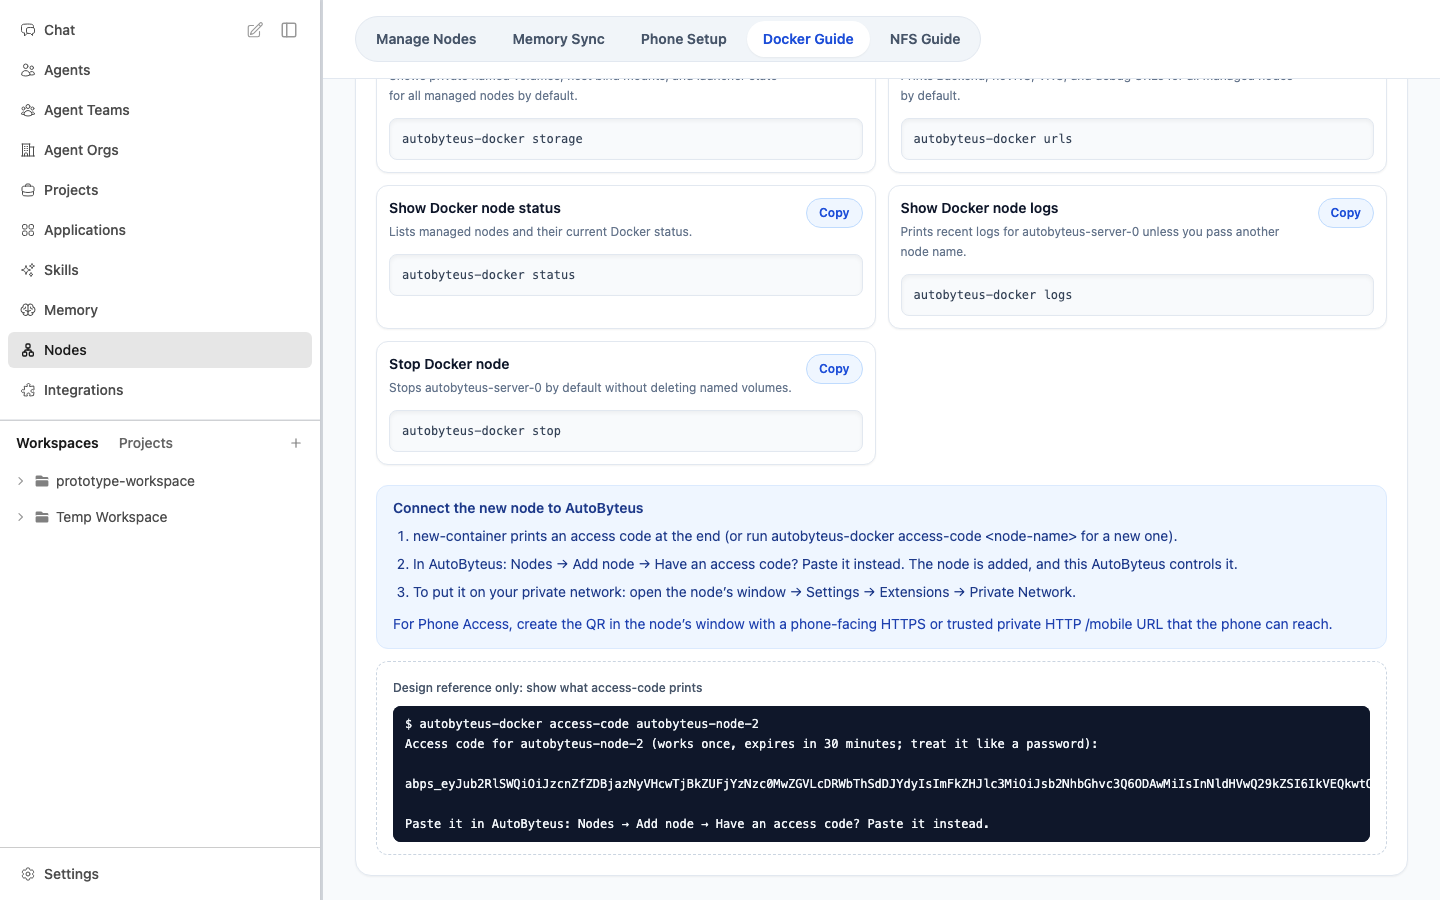 Chat
Agents
Agent Teams
Agent Orgs
Projects
Applications
Skills
Memory
Nodes
Integrations
Workspaces
Projects
prototype-workspace
Temp Workspace
Settings
Manage Nodes
Memory Sync
Phone Setup
Docker Guide
NFS Guide
for all managed nodes by default.
autobyteus-docker storage
by default.
autobyteus-docker urls
Show Docker node status
Copy
Lists managed nodes and their current Docker status.
autobyteus-docker status
Show Docker node logs
Copy
Prints recent logs for autobyteus-server-0 unless you pass another
node name.
autobyteus-docker logs
Stop Docker node
Copy
Stops autobyteus-server-0 by default without deleting named volumes.
autobyteus-docker stop
Connect the new node to AutoByteus
1. new-container prints an access code at the end (or run autobyteus-docker access-code <node-name> for a new one).
2. In AutoByteus: Nodes → Add node → Have an access code? Paste it instead. The node is added, and this AutoByteus controls it.
3. To put it on your private network: open the node's window → Settings → Extensions → Private Network.
For Phone Access, create the QR in the node's window with a phone-facing HTTPS or trusted private HTTP /mobile URL that the phone can reach.
Design reference only: show what access-code prints
$ autobyteus-docker access-code autobyteus-node-2
Access code for autobyteus-node-2 (works once, expires in 30 minutes; treat it like a password):
Paste it in AutoByteus: Nodes → Add node → Have an access code? Paste it instead.